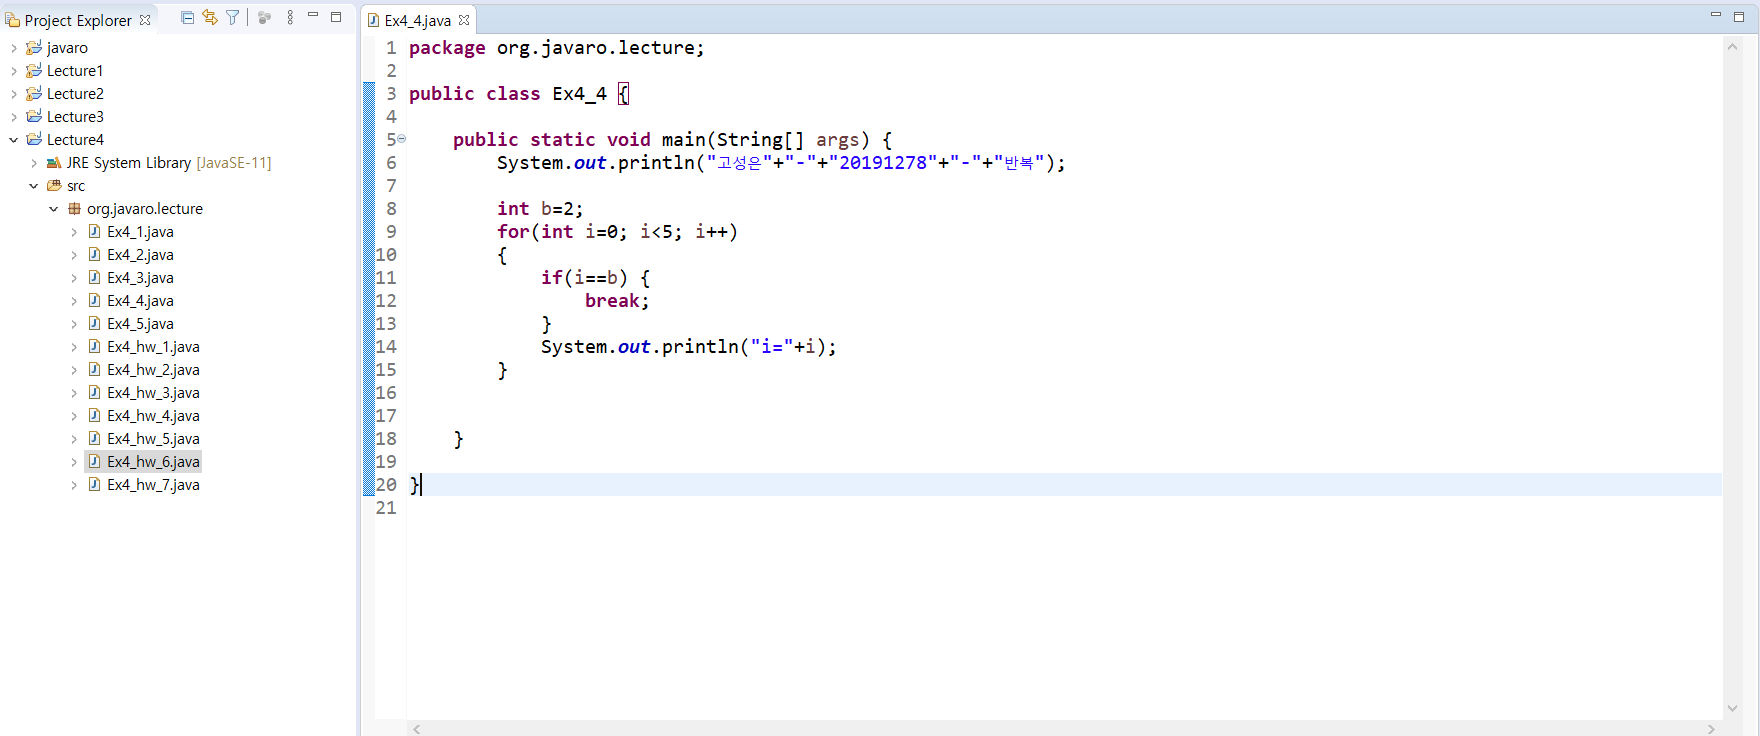 Project Explorer
javaro
Lecture1
Lecture2
Lecture3
Lecture4
JRE System Library [JavaSE-11]
src
org.javaro.lecture
Ex4_1.java
Ex4_2.java
Ex4_3.java
Ex4_4.java
Ex4_5.java
Ex4_hw_1.java
Ex4_hw_2.java
Ex4_hw_3.java
Ex4_hw_4.java
Ex4_hw_5.java
Ex4_hw_6.java
Ex4_hw_7.java
Ex4_4.java
1 package org.javaro.lecture;
2
3 public class Ex4_4 {
4
5     public static void main(String[] args) {
6         System.out.println("고성은"+"-"+"20191278"+"-"+"반복");
7
8         int b=2;
9         for(int i=0; i<5; i++)
10         {
11             if(i==b) {
12                 break;
13             }
14             System.out.println("i="+i);
15         }
16
17
18     }
19
20 }
21